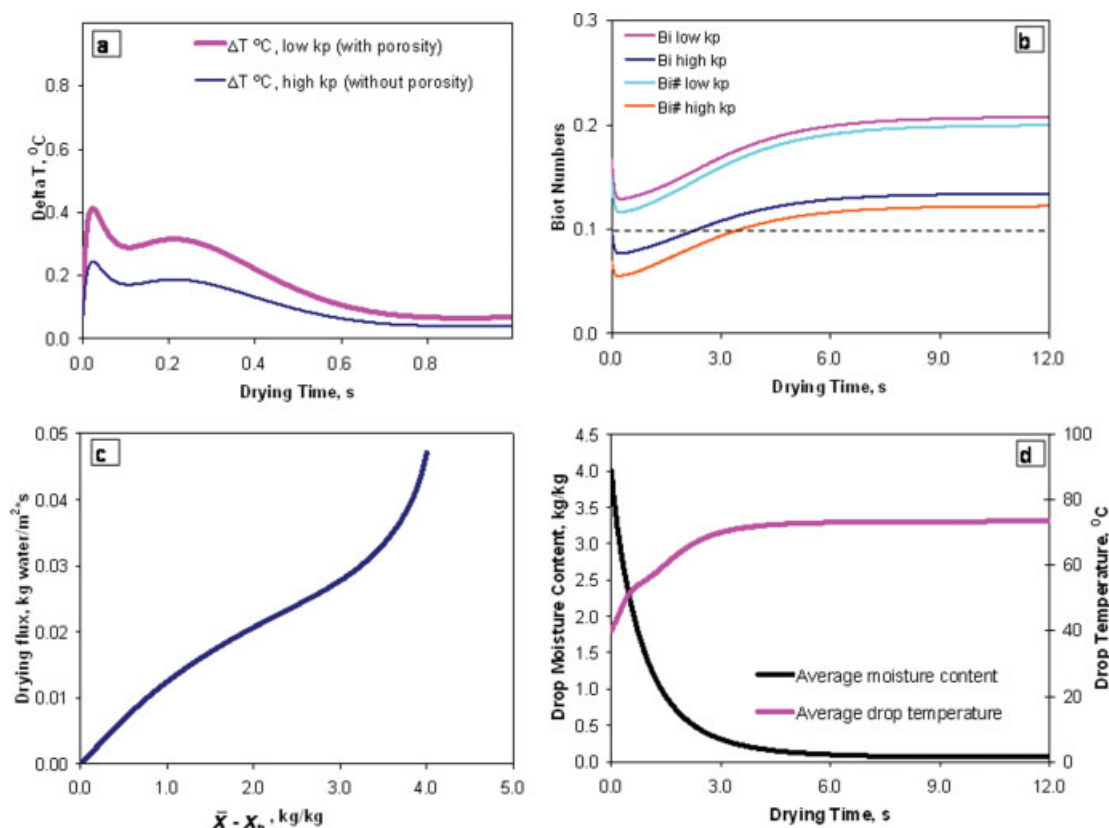 a
ΔT ºC, low kp (with porosity)
ΔT ºC, high kp (without porosity)
Delta T, ºC
0.8
0.6
0.4
0.2
0.0
0.0 0.2 0.4 0.6 0.8
Drying Time, s
b
Bi low kp
Bi high kp
Bi# low kp
Bi# high kp
Biot Numbers
0.3
0.2
0.1
0.0
0.0 3.0 6.0 9.0 12.0
Drying Time, s
c
Drying flux, kg water/m²*s
0.05
0.04
0.03
0.02
0.01
0.00
0.0 1.0 2.0 3.0 4.0 5.0
X̄ - X , kg/kg
d
Drop Moisture Content, kg/kg
4.5
4.0
3.5
3.0
2.5
2.0
1.5
1.0
0.5
0.0
Average moisture content
Average drop temperature
100
80
60
40
20
0
Drop Temperature, ºC
0.0 3.0 6.0 9.0 12.0
Drying Time, s